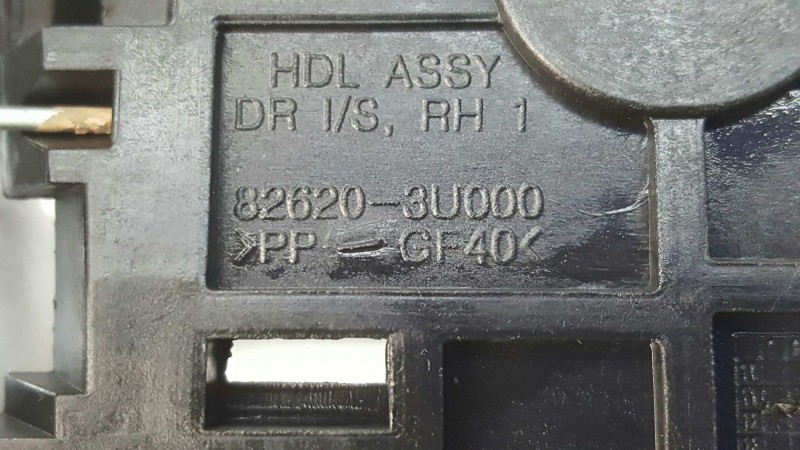 HDL ASSY
DR I/S, RH 1
82620-3U000
>PP-GF40<